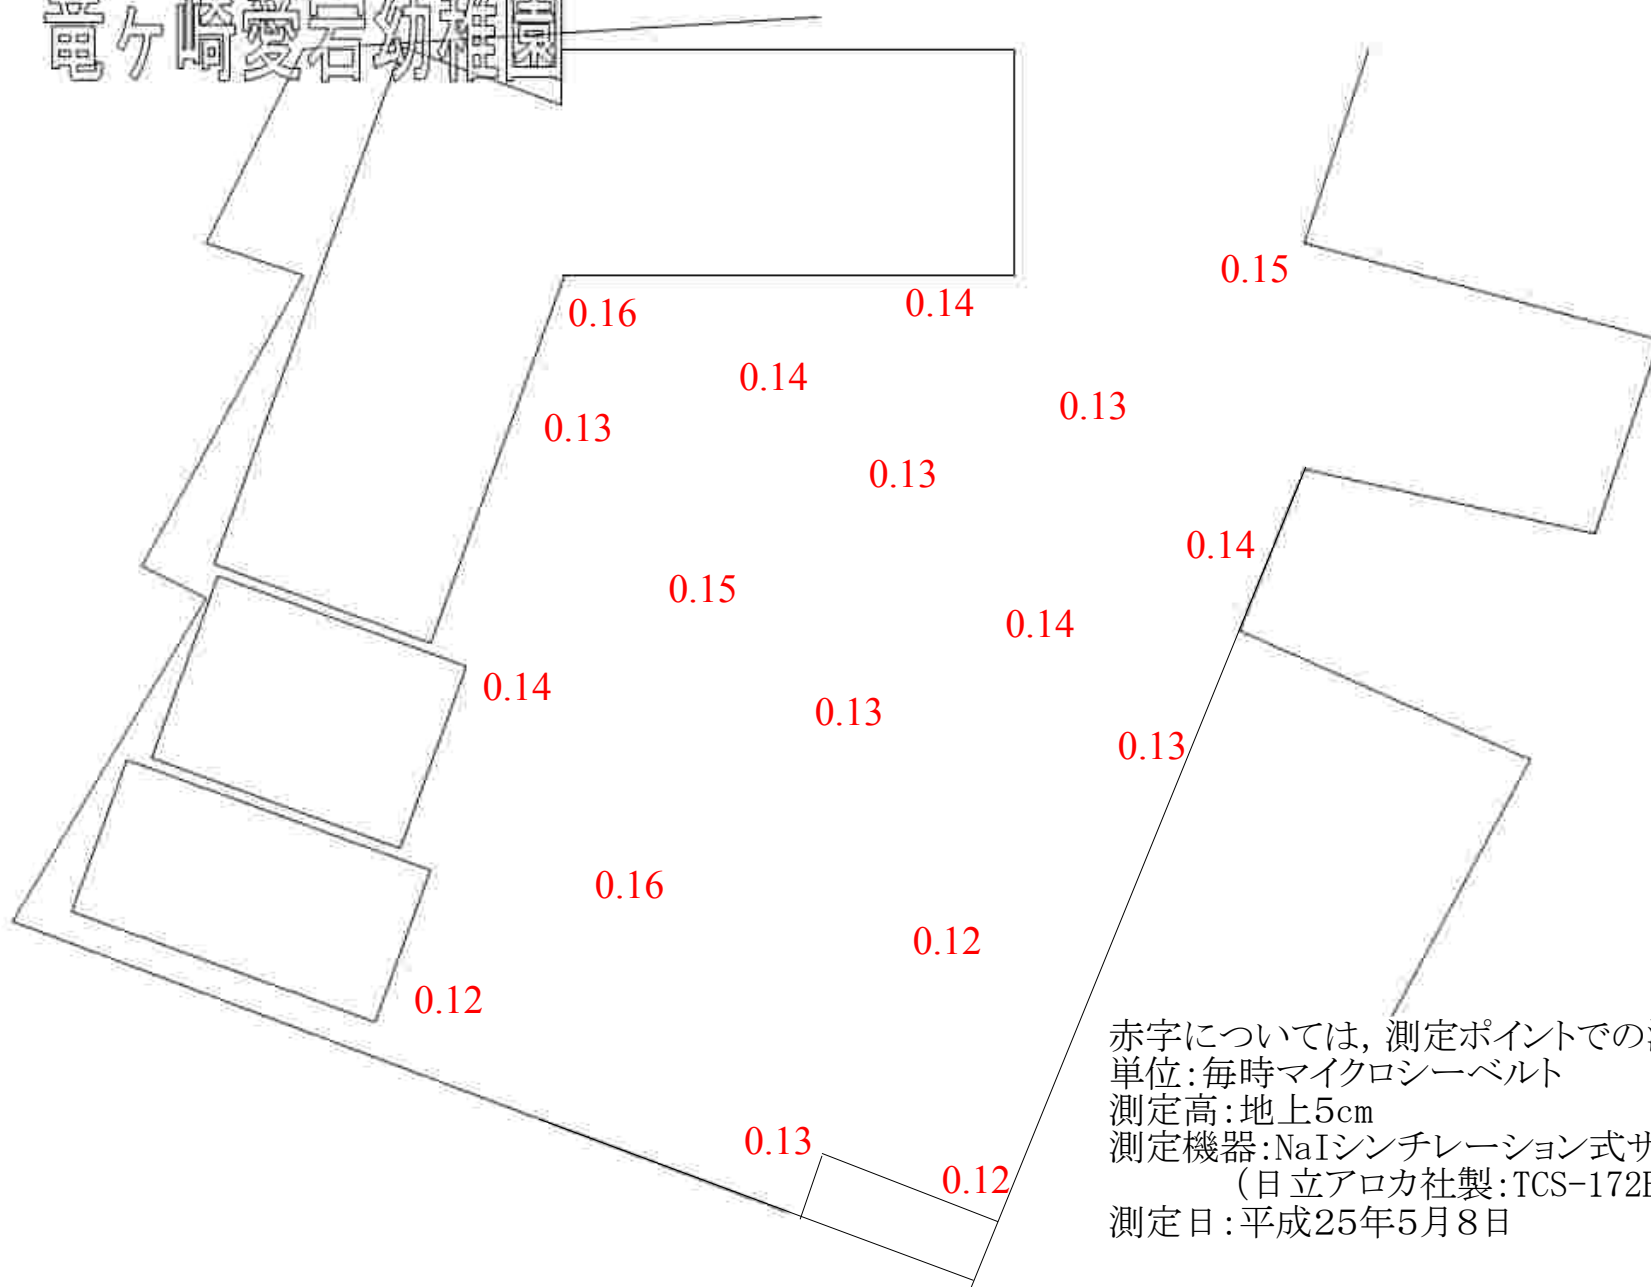 竜ケ崎愛宕幼稚園
0.15
0.14
0.16
0.14
0.13
0.13
0.13
0.14
0.15
0.14
0.14
0.13
0.13
0.16
0.12
0.12
0.13
0.12
赤字については，測定ポイントでの
単位：毎時マイクロシーベルト
測定高：地上5cm
測定機器：NaIシンチレーション式サ
（日立アロカ社製：TCS-172B
測定日：平成25年5月8日